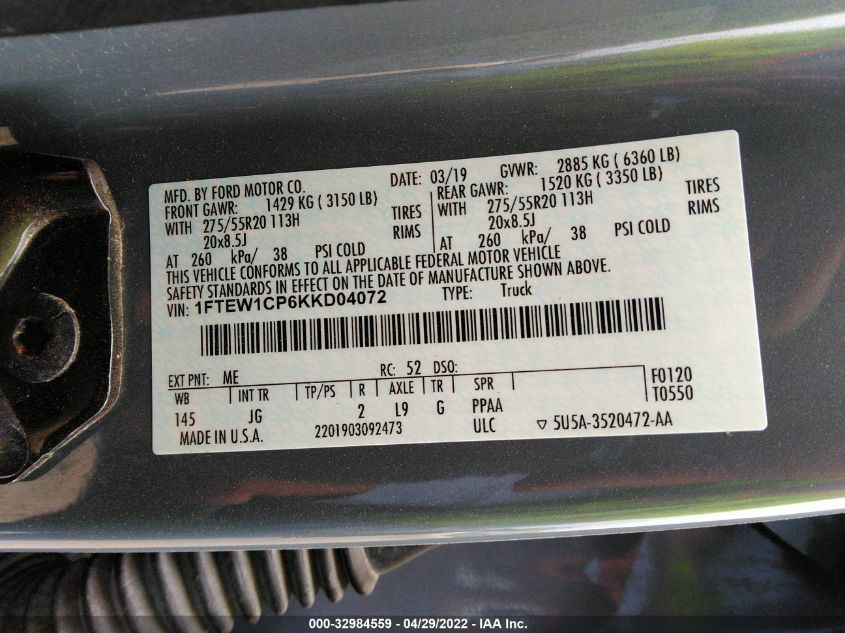 MFD. BY FORD MOTOR CO. DATE: 03/19 GVWR: 2885 KG ( 6360 LB)
FRONT GAWR: 1429 KG ( 3150 LB) REAR GAWR: 1520 KG ( 3350 LB)
WITH 275/55R20 113H TIRES WITH 275/55R20 113H TIRES
20x8.5J RIMS 20x8.5J RIMS
AT 260 kPa/ 38 PSI COLD AT 260 kPa/ 38 PSI COLD
THIS VEHICLE CONFORMS TO ALL APPLICABLE FEDERAL MOTOR VEHICLE
SAFETY STANDARDS IN EFFECT ON THE DATE OF MANUFACTURE SHOWN ABOVE.
VIN: 1FTEW1CP6KKD04072 TYPE: Truck
EXT PNT: ME RC: 52 DSO:
WB INT TR TP/PS R AXLE TR SPR F0120
145 JG 2 L9 G PPAA T0550
MADE IN U.S.A. 2201903092473 ULC ▽ 5U5A-3520472-AA
000-32984559 - 04/29/2022 - IAA Inc.